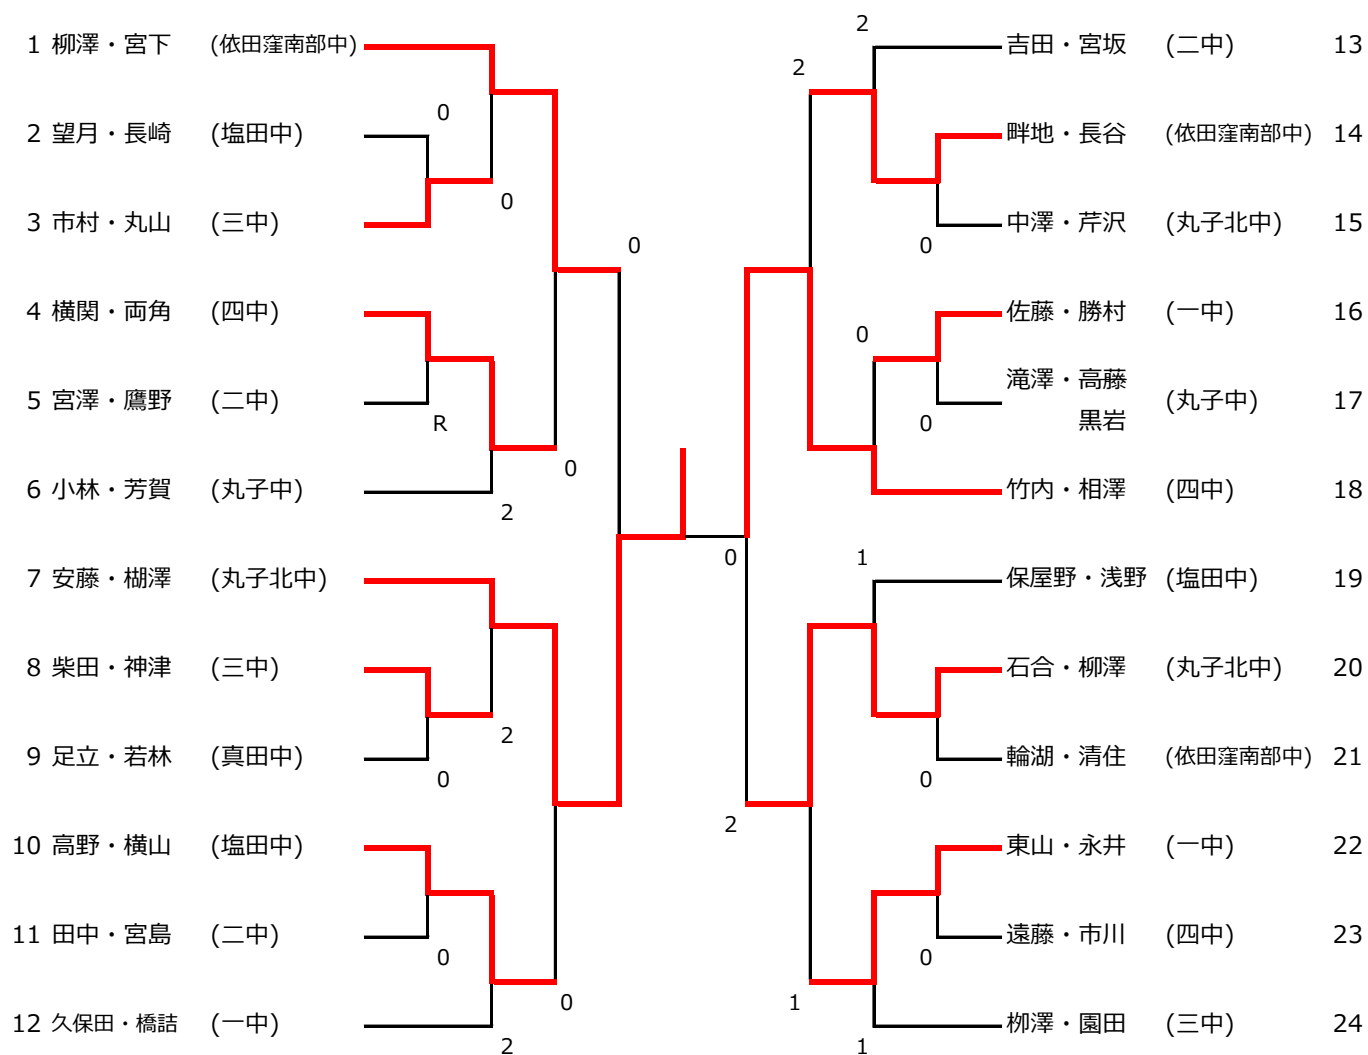 1 柳澤・宮下 (依田窪南部中)
2 望月・長崎 (塩田中)
3 市村・丸山 (三中)
4 横関・両角 (四中)
5 宮澤・鷹野 (二中)
6 小林・芳賀 (丸子中)
7 安藤・楜澤 (丸子北中)
8 柴田・神津 (三中)
9 足立・若林 (真田中)
10 高野・横山 (塩田中)
11 田中・宮島 (二中)
12 久保田・橋詰 (一中)
0
0
R
0
2
0
2
0
0
0
2
0
2
2
0
0
0
1
0
2
0
1
1
吉田・宮坂 (二中) 13
畔地・長谷 (依田窪南部中) 14
中澤・芹沢 (丸子北中) 15
佐藤・勝村 (一中) 16
滝澤・高藤
黒岩 (丸子中) 17
竹内・相澤 (四中) 18
保屋野・浅野 (塩田中) 19
石合・柳澤 (丸子北中) 20
輪湖・清住 (依田窪南部中) 21
東山・永井 (一中) 22
遠藤・市川 (四中) 23
栁澤・園田 (三中) 24